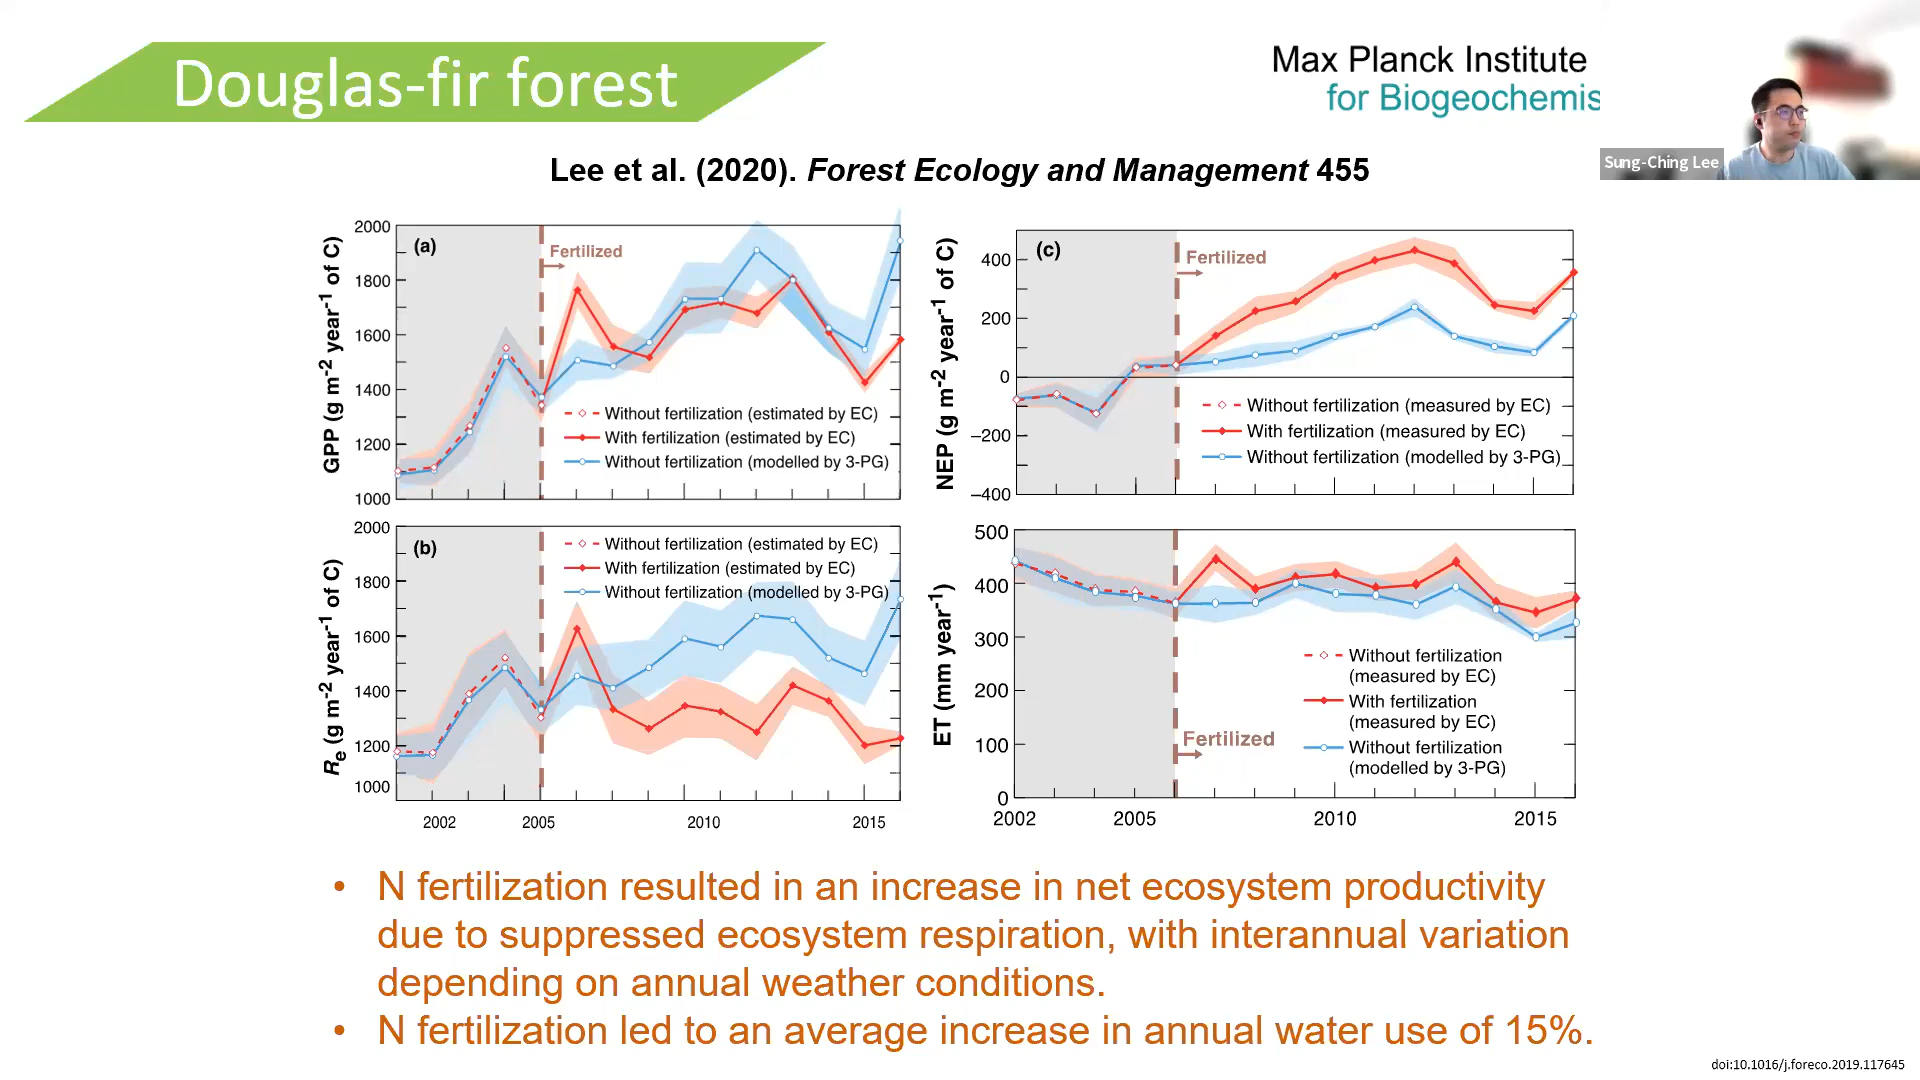 Douglas-fir forest
Max Planck Institute
for Biogeochemis
Sung-Ching Lee
Lee et al. (2020). Forest Ecology and Management 455
(a)
Fertilized
GPP (g m-2 year-1 of C)
2000
1800
1600
1400
1200
1000
Without fertilization (estimated by EC)
With fertilization (estimated by EC)
Without fertilization (modelled by 3-PG)
(b)
Re (g m-2 year-1 of C)
2000
1800
1600
1400
1200
1000
Without fertilization (estimated by EC)
With fertilization (estimated by EC)
Without fertilization (modelled by 3-PG)
2002 2005 2010 2015
(c)
Fertilized
NEP (g m-2 year-1 of C)
400
200
0
−200
−400
Without fertilization (measured by EC)
With fertilization (measured by EC)
Without fertilization (modelled by 3-PG)
ET (mm year-1)
500
400
300
200
100
0
Without fertilization
(measured by EC)
With fertilization
(measured by EC)
Without fertilization
(modelled by 3-PG)
Fertilized
2002 2005 2010 2015
• N fertilization resulted in an increase in net ecosystem productivity
due to suppressed ecosystem respiration, with interannual variation
depending on annual weather conditions.
• N fertilization led to an average increase in annual water use of 15%.
doi:10.1016/j.foreco.2019.117645